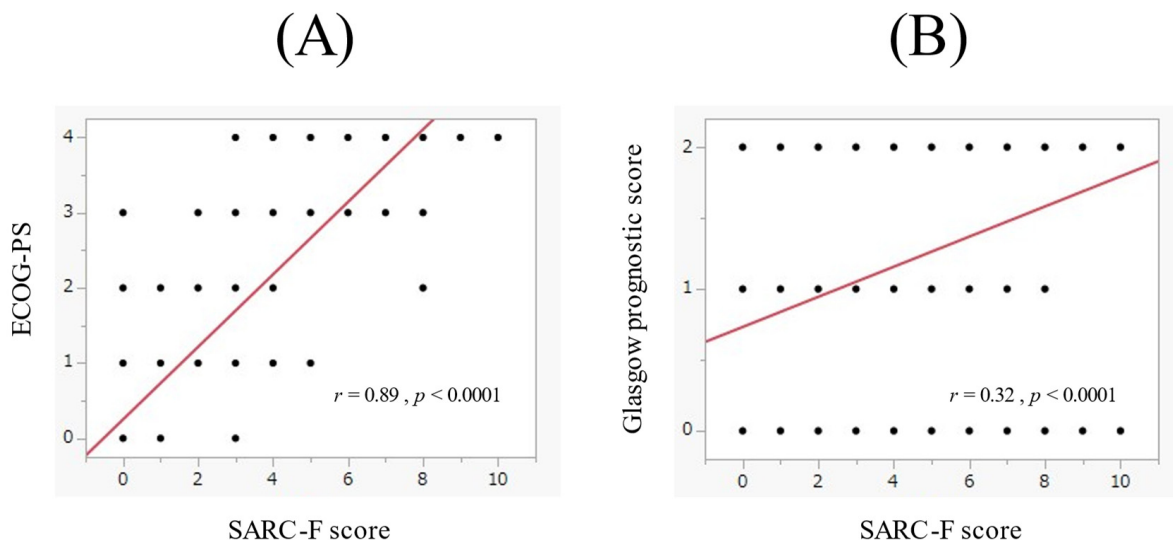 (A)
ECOG-PS
4
3
2
1
0
r = 0.89 , p < 0.0001
0 2 4 6 8 10
SARC-F score
(B)
Glasgow prognostic score
2
1
0
r = 0.32 , p < 0.0001
0 2 4 6 8 10
SARC-F score